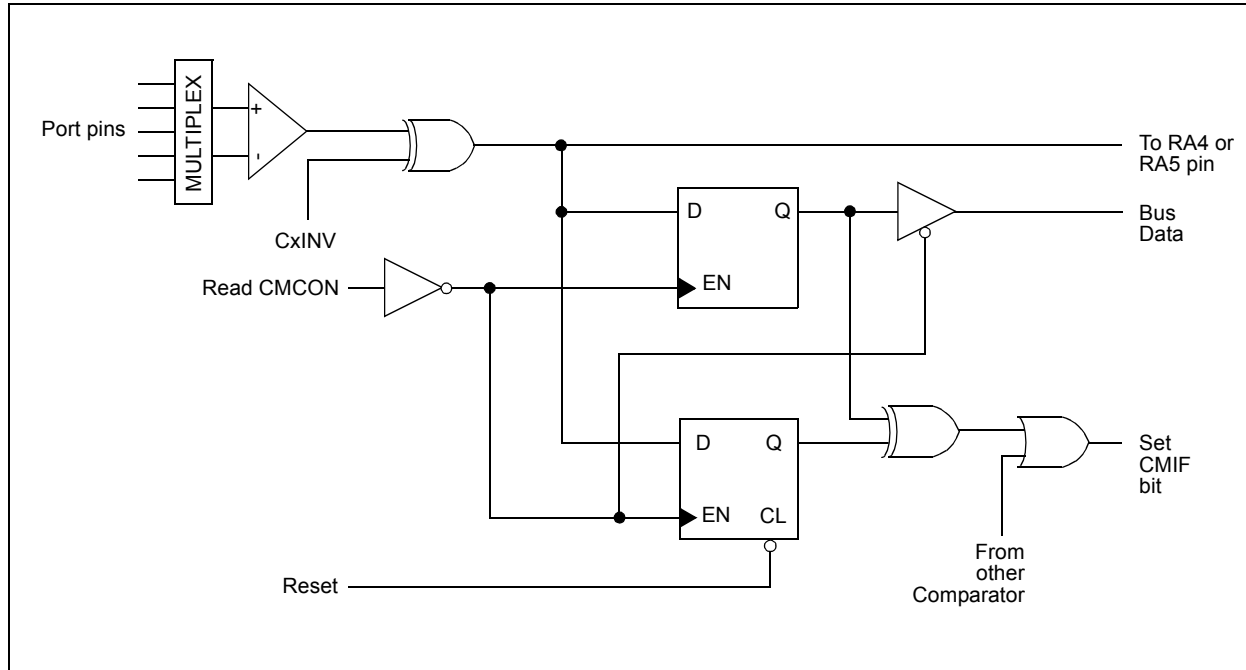 MULTIPLEX
Port pins
+
-
To RA4 or
RA5 pin
CxINV
D
Q
EN
Bus
Data
Read CMCON
D
Q
EN
CL
Set
CMIF
bit
From
other
Comparator
Reset